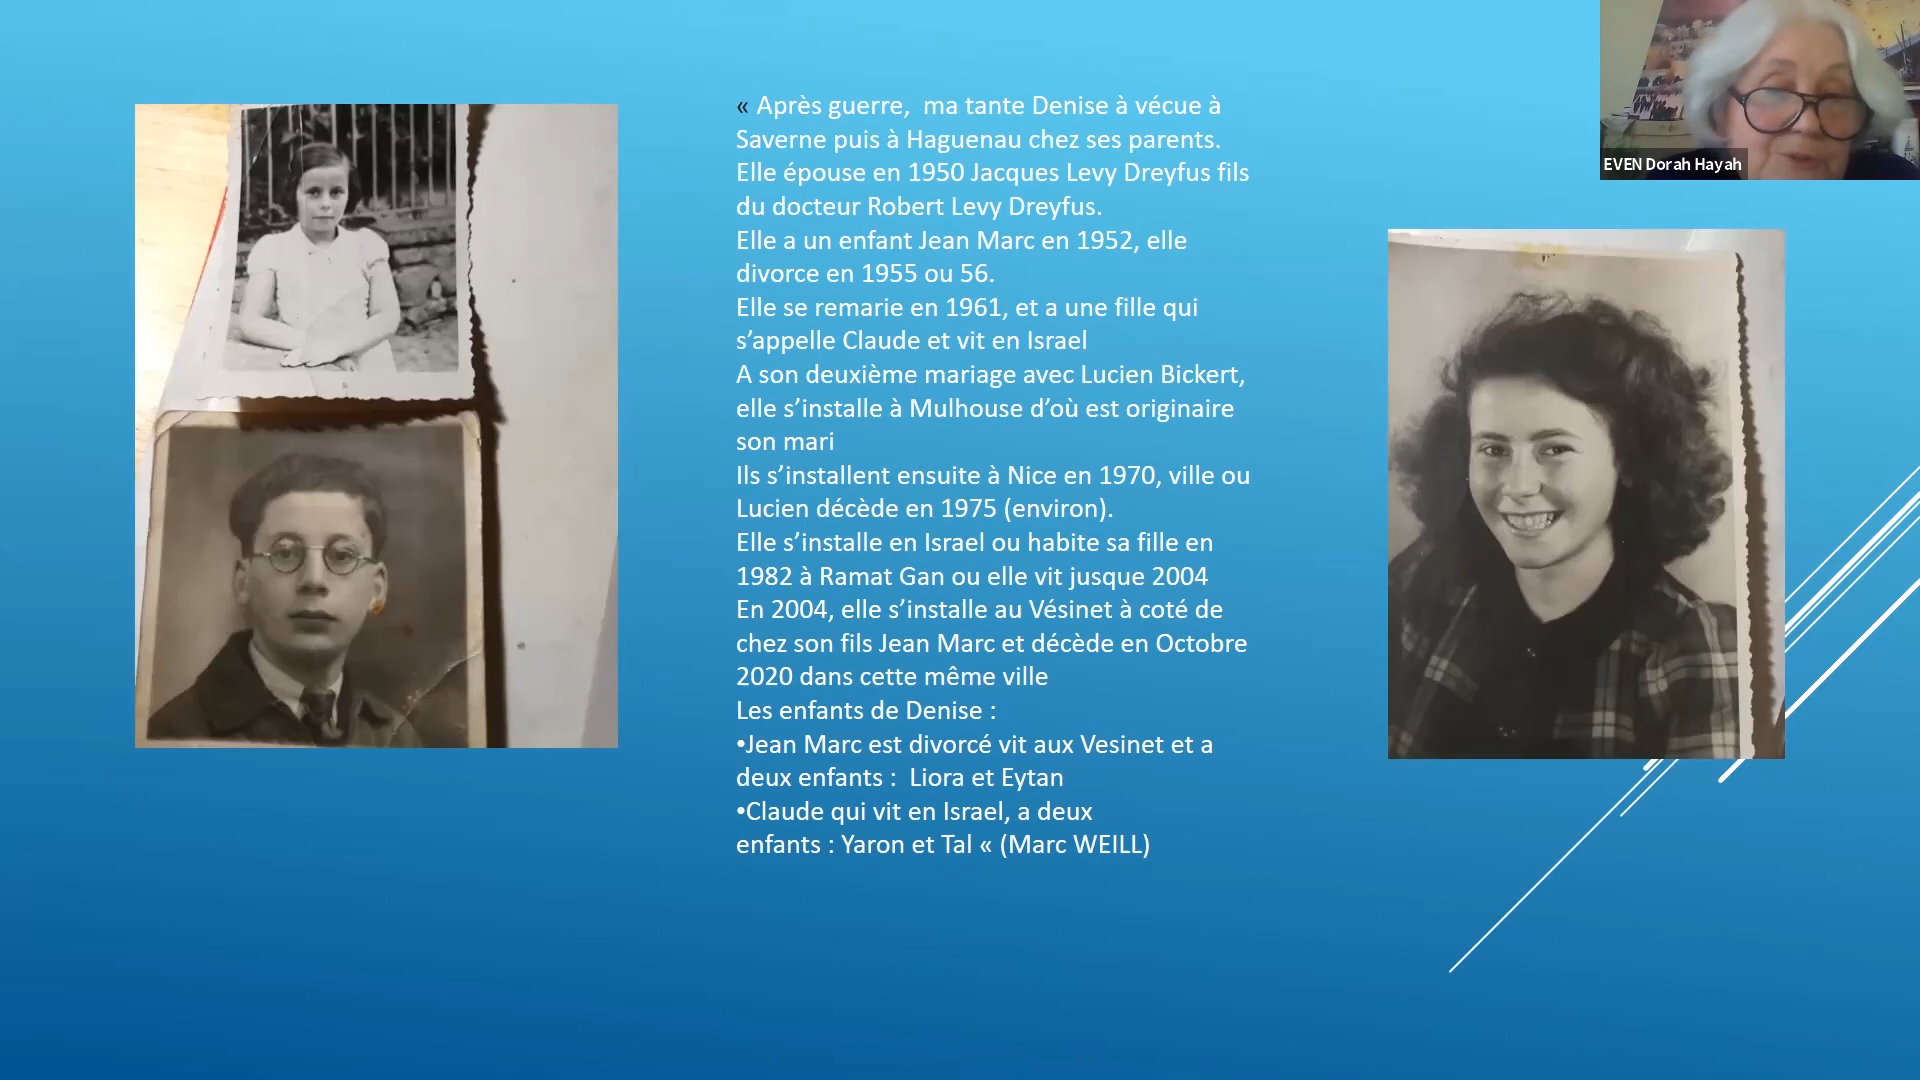 « Après guerre,  ma tante Denise à vécue à
Saverne puis à Haguenau chez ses parents.
Elle épouse en 1950 Jacques Levy Dreyfus fils
du docteur Robert Levy Dreyfus.
Elle a un enfant Jean Marc en 1952, elle
divorce en 1955 ou 56.
Elle se remarie en 1961, et a une fille qui
s’appelle Claude et vit en Israel
A son deuxième mariage avec Lucien Bickert,
elle s’installe à Mulhouse d’où est originaire
son mari
Ils s’installent ensuite à Nice en 1970, ville ou
Lucien décède en 1975 (environ).
Elle s’installe en Israel ou habite sa fille en
1982 à Ramat Gan ou elle vit jusque 2004
En 2004, elle s’installe au Vésinet à coté de
chez son fils Jean Marc et décède en Octobre
2020 dans cette même ville
Les enfants de Denise :
•Jean Marc est divorcé vit aux Vesinet et a
deux enfants :  Liora et Eytan
•Claude qui vit en Israel, a deux
enfants : Yaron et Tal « (Marc WEILL)
EVEN Dorah Hayah